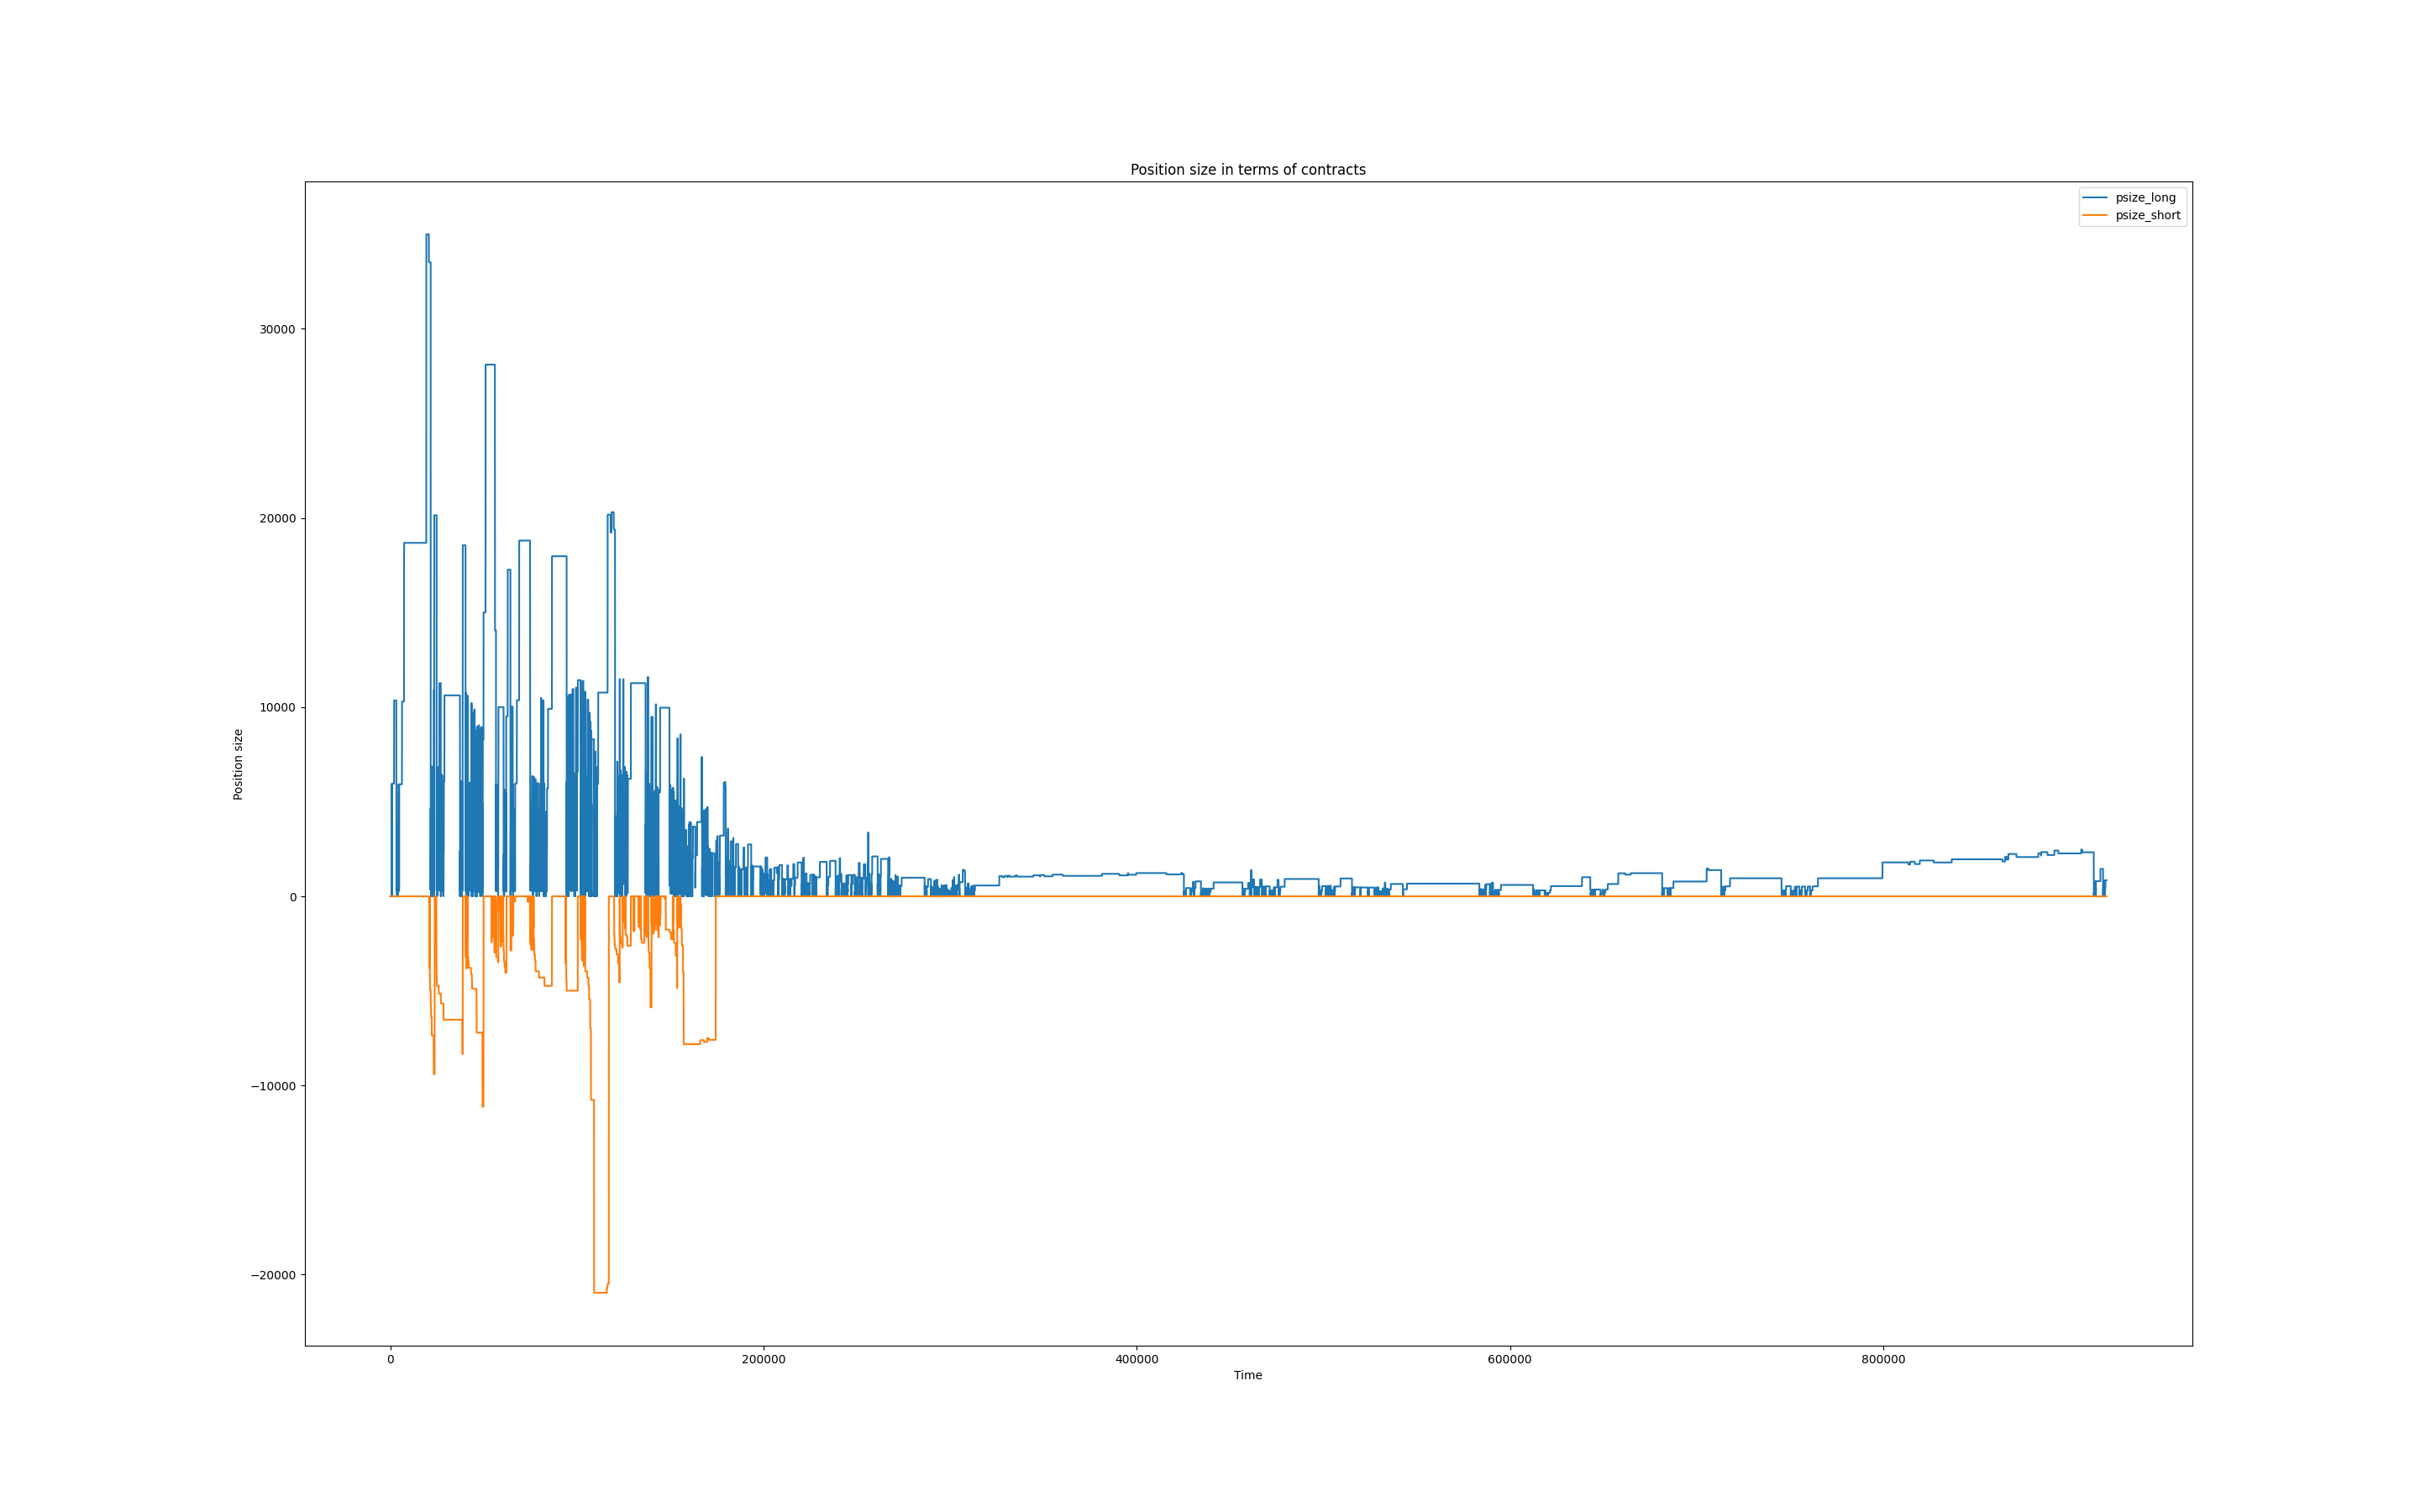 Position size in terms of contracts
psize_long
psize_short
30000
20000
10000
0
−10000
−20000
Position size
0 200000 400000 600000 800000
Time